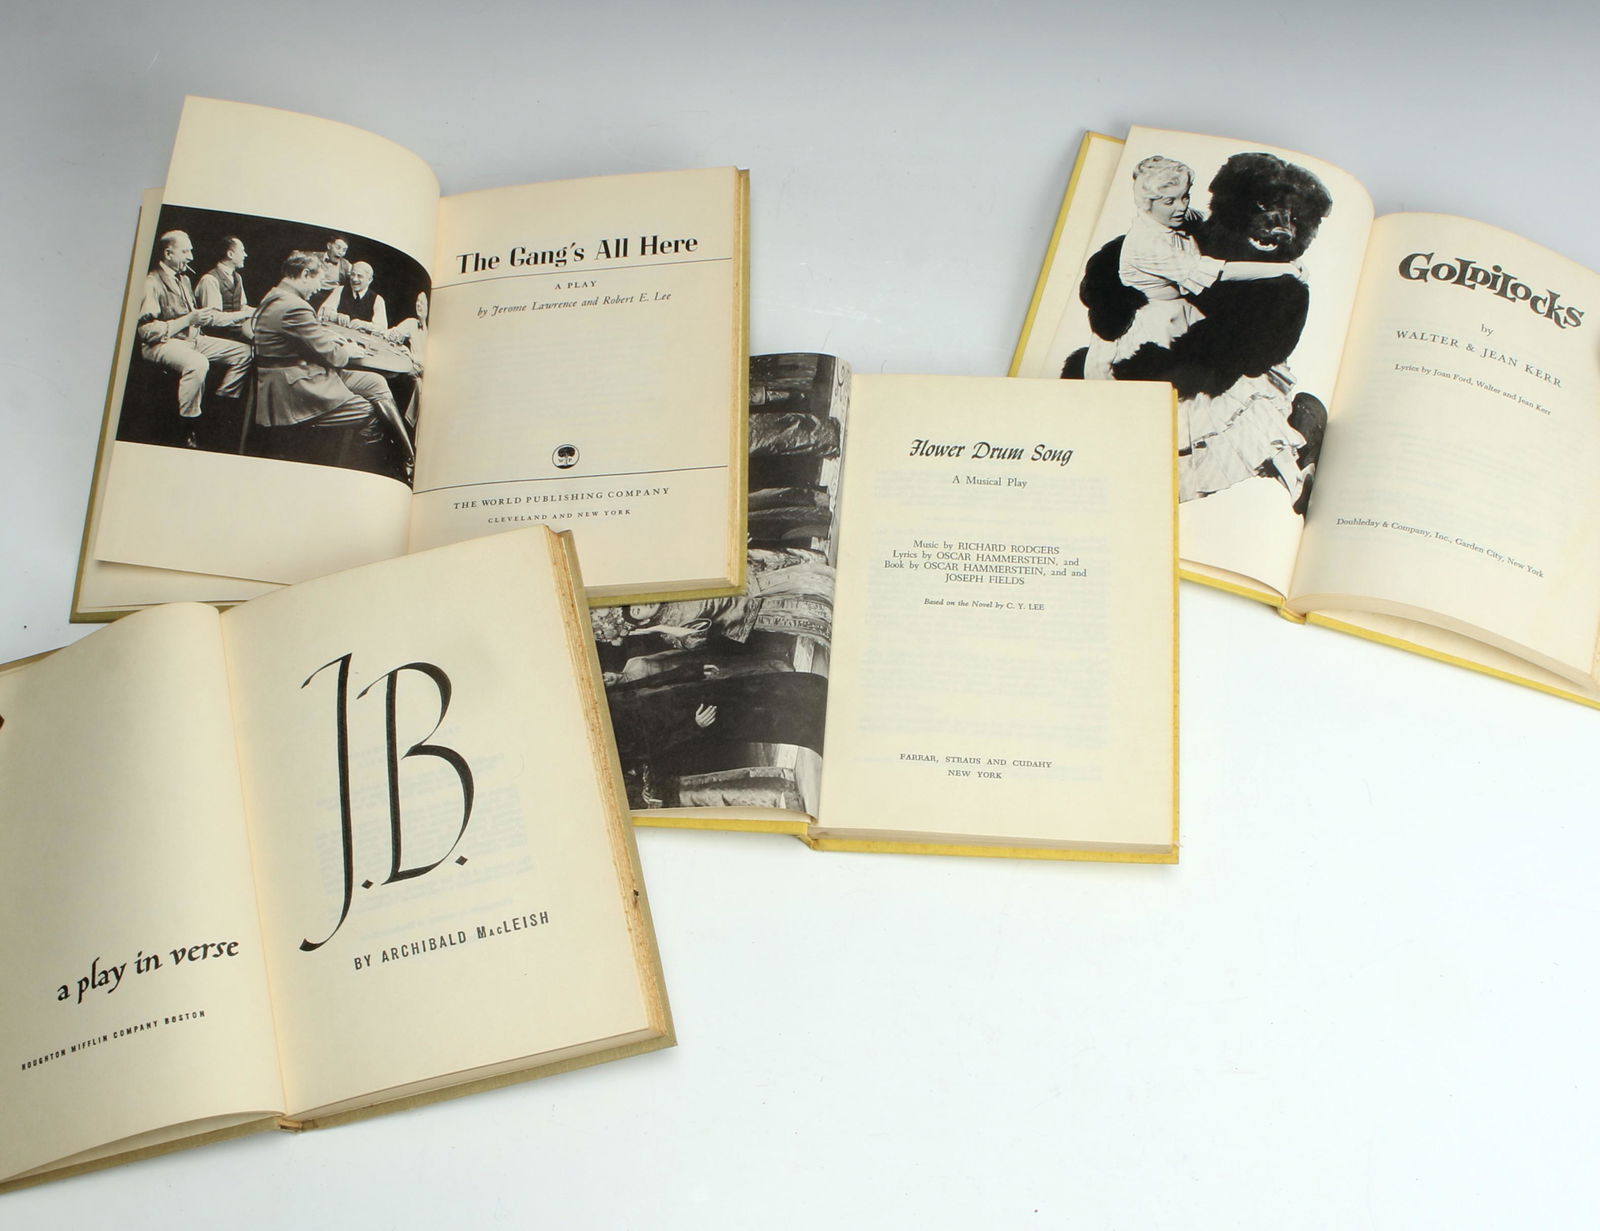 The Gang's All Here
A PLAY
by Jerome Lawrence and Robert E. Lee
W P
THE WORLD PUBLISHING COMPANY
CLEVELAND AND NEW YORK
GOLDILOCKS
by
WALTER & JEAN KERR
Lyrics by Joan Ford, Walter and Jean Kerr
Doubleday & Company, Inc., Garden City, New York
Flower Drum Song
A Musical Play
Music by RICHARD RODGERS
Lyrics by OSCAR HAMMERSTEIN, 2nd
Book by OSCAR HAMMERSTEIN, 2nd and
JOSEPH FIELDS
Based on the Novel by C. Y. LEE
FARRAR, STRAUS AND CUDAHY
NEW YORK
a play in verse
HOUGHTON MIFFLIN COMPANY BOSTON
J.B.
BY ARCHIBALD MacLEISH